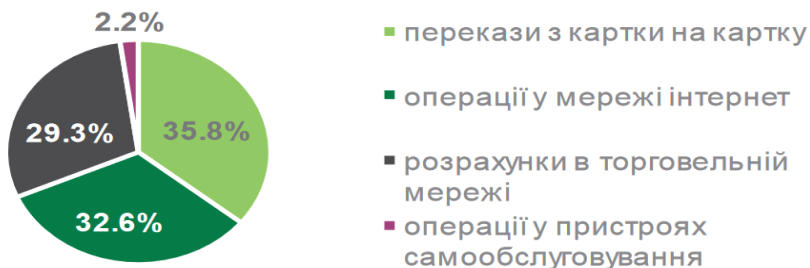 2.2%
35.8%
29.3%
32.6%
перекази з картки на картку
операції у мережі інтернет
розрахунки в торговельній
мережі
операції у пристроях
самообслуговування